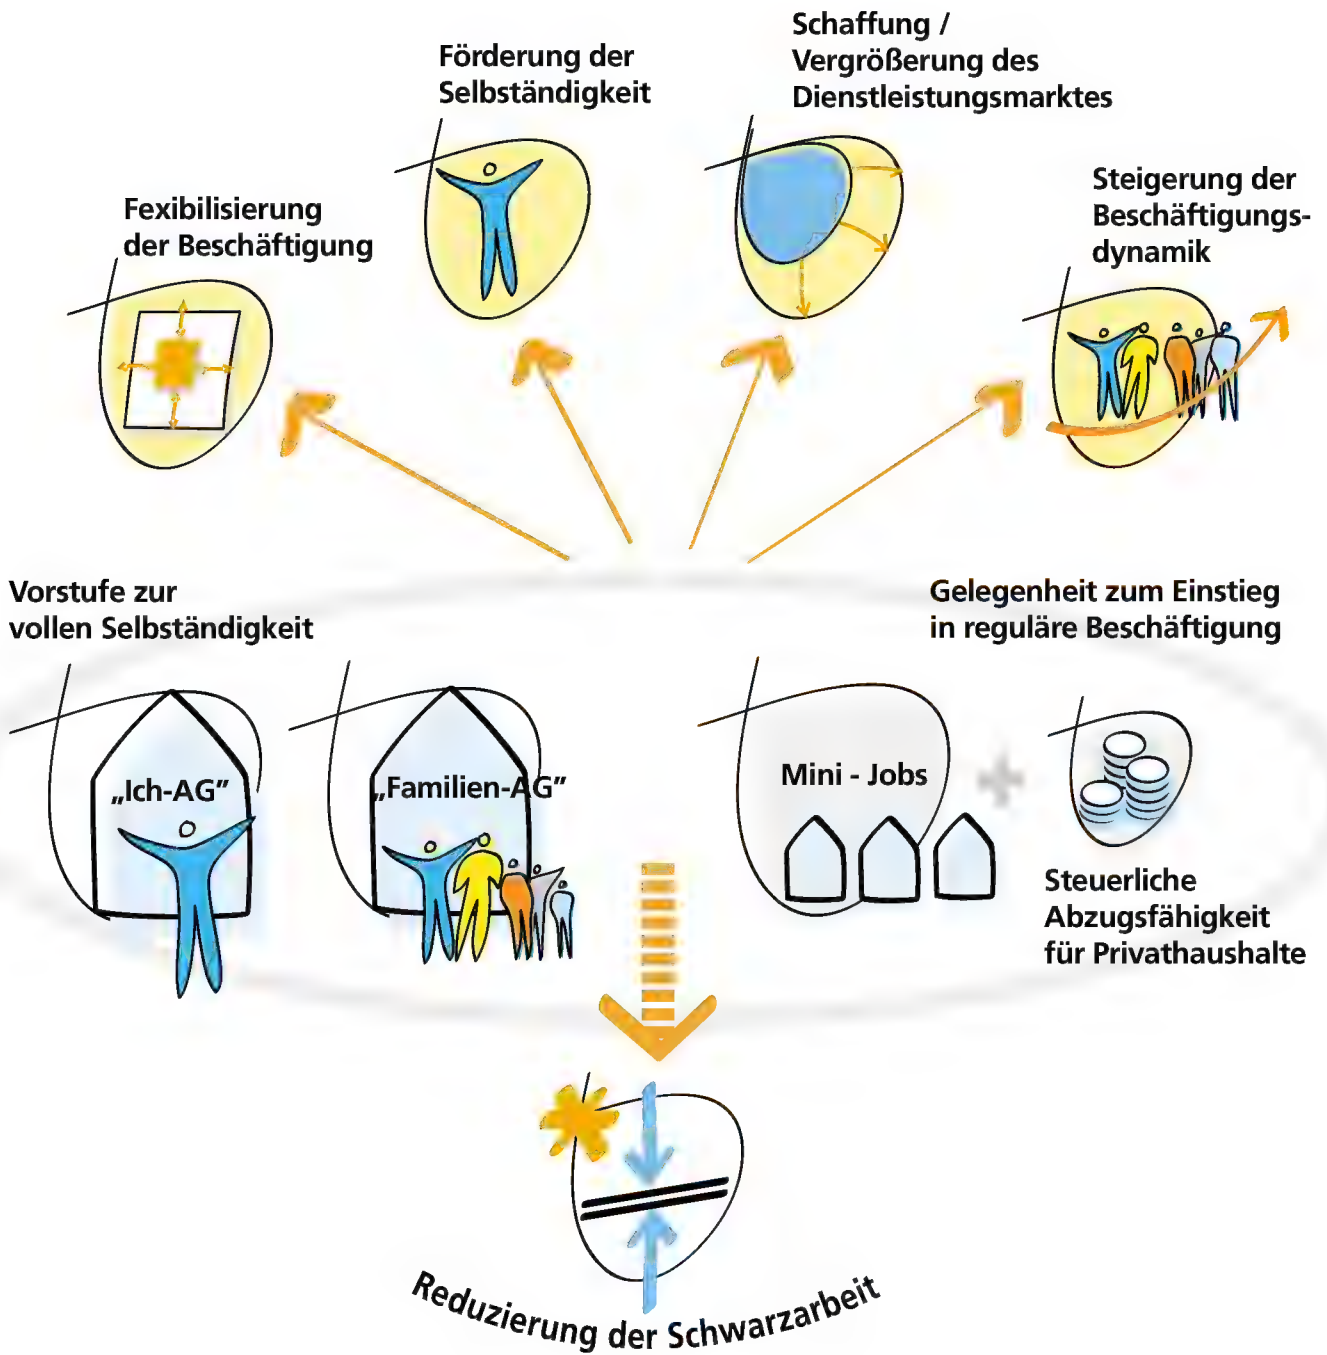 Schaffung /
Vergrößerung des
Dienstleistungsmarktes
Förderung der
Selbständigkeit
Steigerung der
Beschäftigungs-
dynamik
Fexibilisierung
der Beschäftigung
Vorstufe zur
vollen Selbständigkeit
Gelegenheit zum Einstieg
in reguläre Beschäftigung
„Ich-AG”
„Familien-AG”
Mini - Jobs
Steuerliche
Abzugsfähigkeit
für Privathaushalte
Reduzierung der Schwarzarbeit